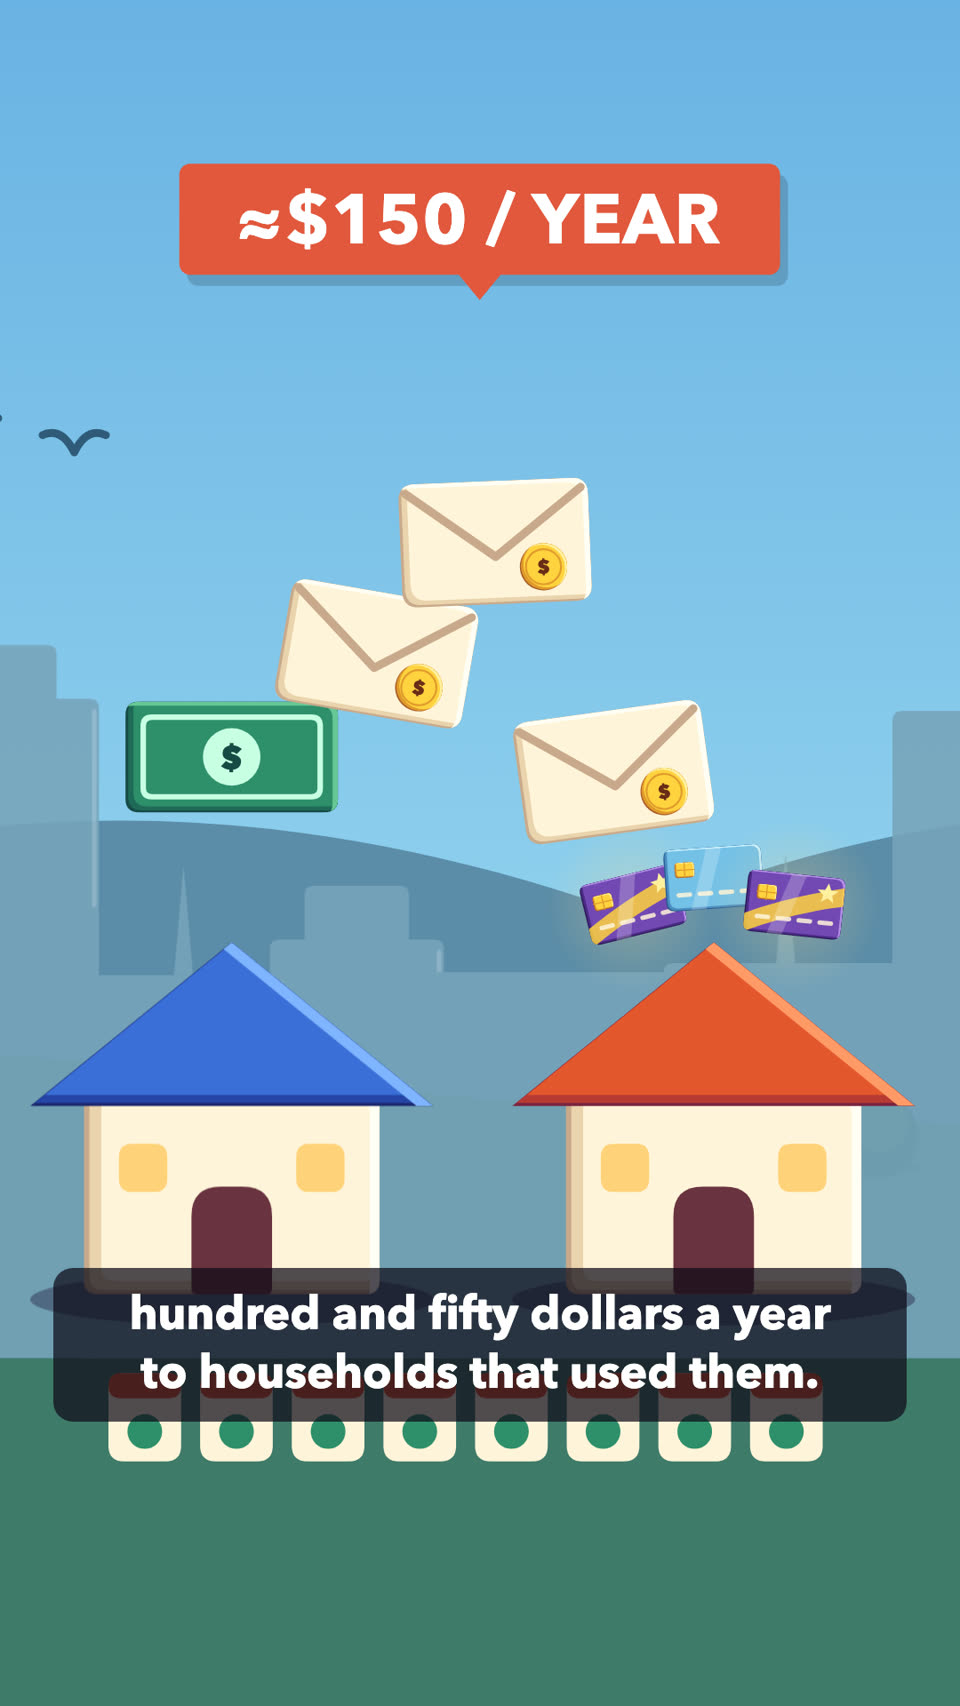 ≈$150 / YEAR
$
$
$
$
hundred and fifty dollars a year
to households that used them.